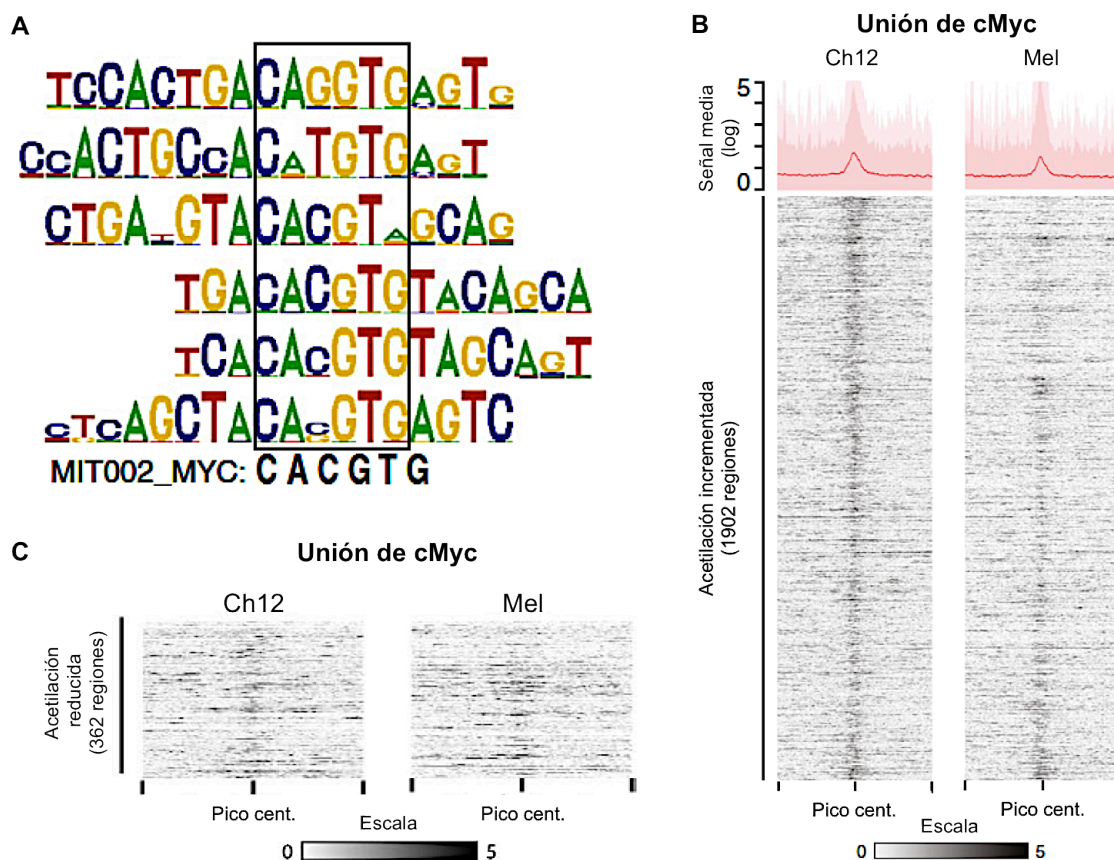 A
TCCACTGACAGGTGAGTG
CCACTGCCACATGTGAGT
CTGAIGTACACGTAGCAG
TGACACGTGTACAGCA
TCACACGTGTAGCAGT
CTCAGCTACACGTGAGTC
MIT002_MYC: CACGTG
B
Unión de cMyc
Ch12 Mel
Señal media
(log)
5
0
Acetilación incrementada
(1902 regiones)
Pico cent. Pico cent.
Escala
0 5
C
Unión de cMyc
Ch12 Mel
Acetilación
reducida
(362 regiones)
Pico cent. Pico cent.
Escala
0 5